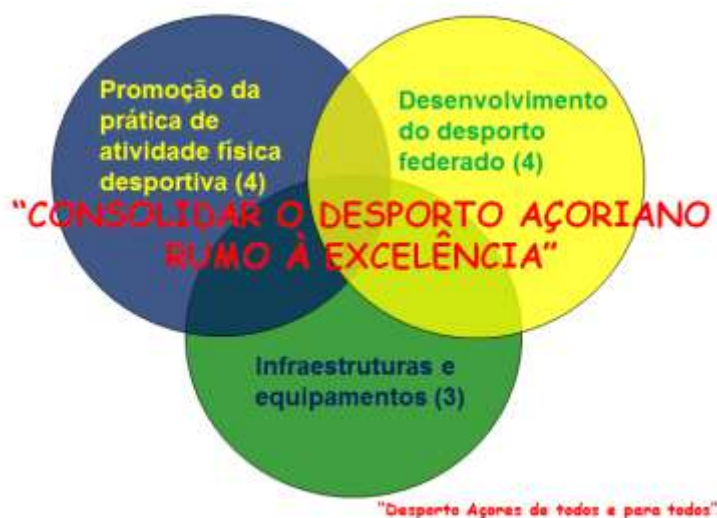 Promoção da
prática de
atividade física
desportiva (4)
Desenvolvimento
do desporto
federado (4)
"CONSOLIDAR O DESPORTO AÇORIANO
RUMO À EXCELÊNCIA"
Infraestruturas e
equipamentos (3)
"Desporto Açores de todos e para todos"